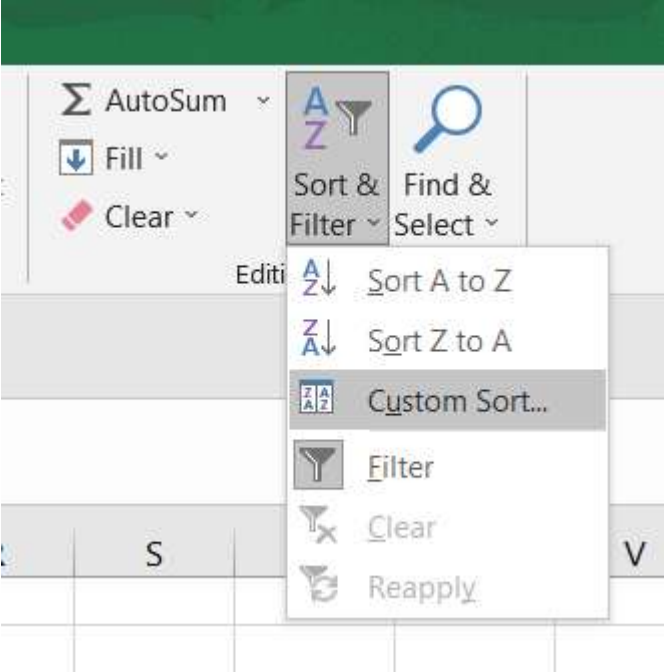 AutoSum
Fill
Clear
Sort &
Filter
Find &
Select
Sort A to Z
Sort Z to A
Custom Sort...
Filter
Clear
Reapply
S
V